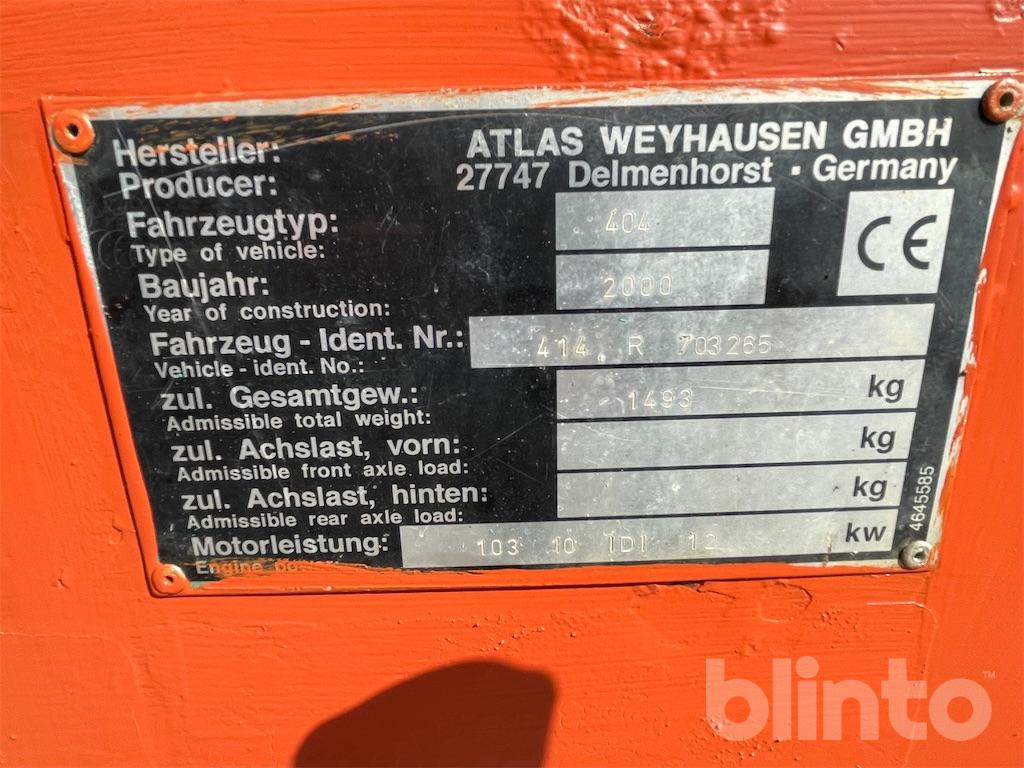 Hersteller: ATLAS WEYHAUSEN GMBH
Producer: 27747 Delmenhorst · Germany
Fahrzeugtyp: 404
Type of vehicle:
CE
Baujahr: 2000
Year of construction:
Fahrzeug - Ident. Nr.: 414 R 703265
Vehicle - ident. No.:
zul. Gesamtgew.: 1493 kg
Admissible total weight:
zul. Achslast, vorn: kg
Admissible front axle load:
zul. Achslast, hinten: kg
Admissible rear axle load:
Motorleistung: 103 10 IDI 12 kw
Engine
4645585
blinto™